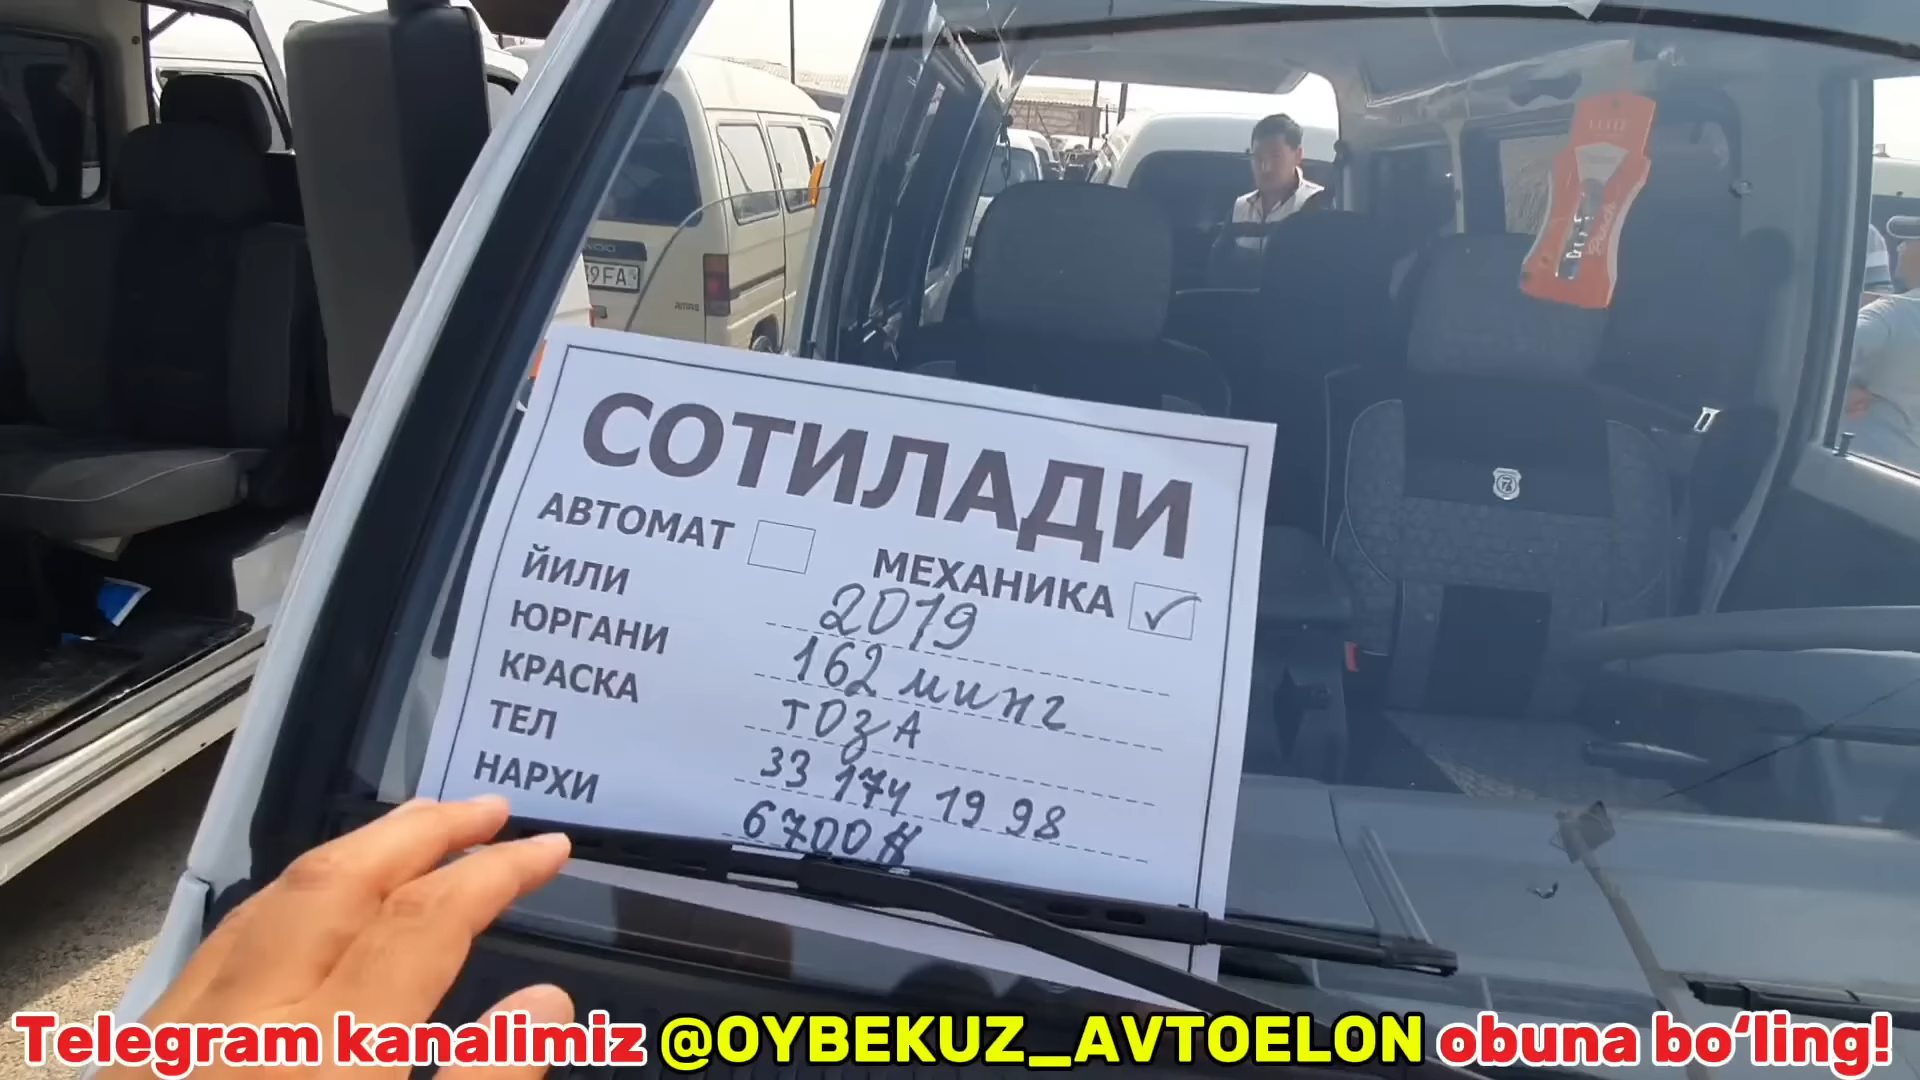 СОТИЛАДИ
АВТОМАТ
МЕХАНИКА ✓
ЙИЛИ 2019
ЮРГАНИ 162 минг
КРАСКА тоза
ТЕЛ 33 174 19 98
НАРХИ 6700
9FA
Telegram kanalimiz @OYBEKUZ_AVTOELON obuna bo‘ling!